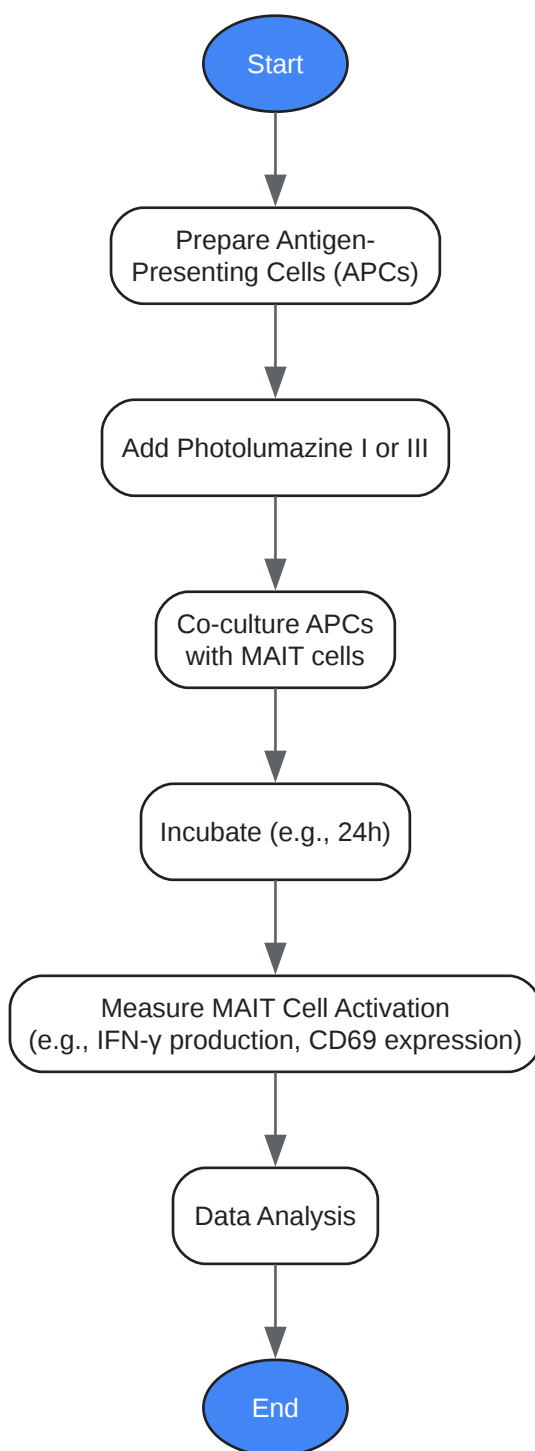 Start
Prepare Antigen-
Presenting Cells (APCs)
Add Photolumazine I or III
Co-culture APCs
with MAIT cells
Incubate (e.g., 24h)
Measure MAIT Cell Activation
(e.g., IFN-γ production, CD69 expression)
Data Analysis
End